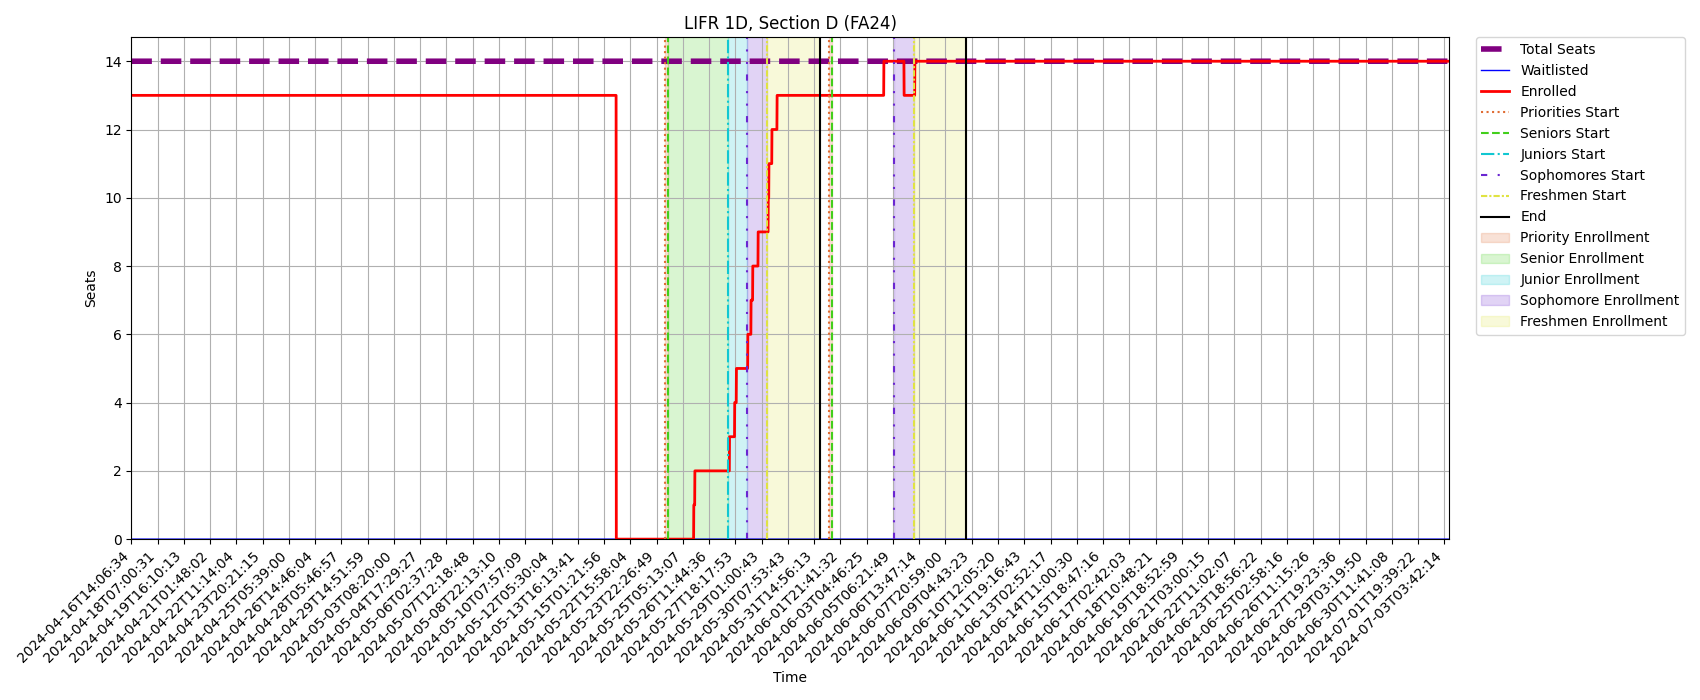 LIFR 1D, Section D (FA24)
Total Seats
Waitlisted
Enrolled
Priorities Start
Seniors Start
Juniors Start
Sophomores Start
Freshmen Start
End
Priority Enrollment
Senior Enrollment
Junior Enrollment
Sophomore Enrollment
Freshmen Enrollment
Seats
14
12
10
8
6
4
2
0
2024-04-16T14:06:34
2024-04-18T07:00:31
2024-04-19T16:10:13
2024-04-21T01:48:02
2024-04-22T11:14:04
2024-04-23T20:21:15
2024-04-25T05:39:00
2024-04-26T14:46:04
2024-04-28T05:46:57
2024-04-29T14:51:59
2024-05-03T08:20:00
2024-05-04T17:29:27
2024-05-06T02:37:28
2024-05-07T12:18:48
2024-05-08T22:13:10
2024-05-10T07:57:09
2024-05-12T05:30:04
2024-05-13T16:13:41
2024-05-15T01:21:56
2024-05-22T15:58:04
2024-05-23T22:26:49
2024-05-25T05:13:07
2024-05-26T11:44:36
2024-05-27T18:17:53
2024-05-29T01:00:43
2024-05-30T07:53:43
2024-05-31T14:56:13
2024-06-01T21:41:32
2024-06-03T04:46:25
2024-06-05T06:21:49
2024-06-06T13:47:14
2024-06-07T20:59:00
2024-06-09T04:43:23
2024-06-10T12:05:20
2024-06-11T19:16:43
2024-06-13T03:52:17
2024-06-14T11:00:30
2024-06-15T18:47:16
2024-06-17T02:42:03
2024-06-18T10:48:21
2024-06-19T18:52:59
2024-06-21T03:00:15
2024-06-22T11:02:07
2024-06-23T18:56:22
2024-06-25T02:58:16
2024-06-26T11:15:26
2024-06-27T19:23:36
2024-06-29T03:19:50
2024-06-30T11:41:08
2024-07-01T19:39:22
2024-07-03T03:42:14
Time